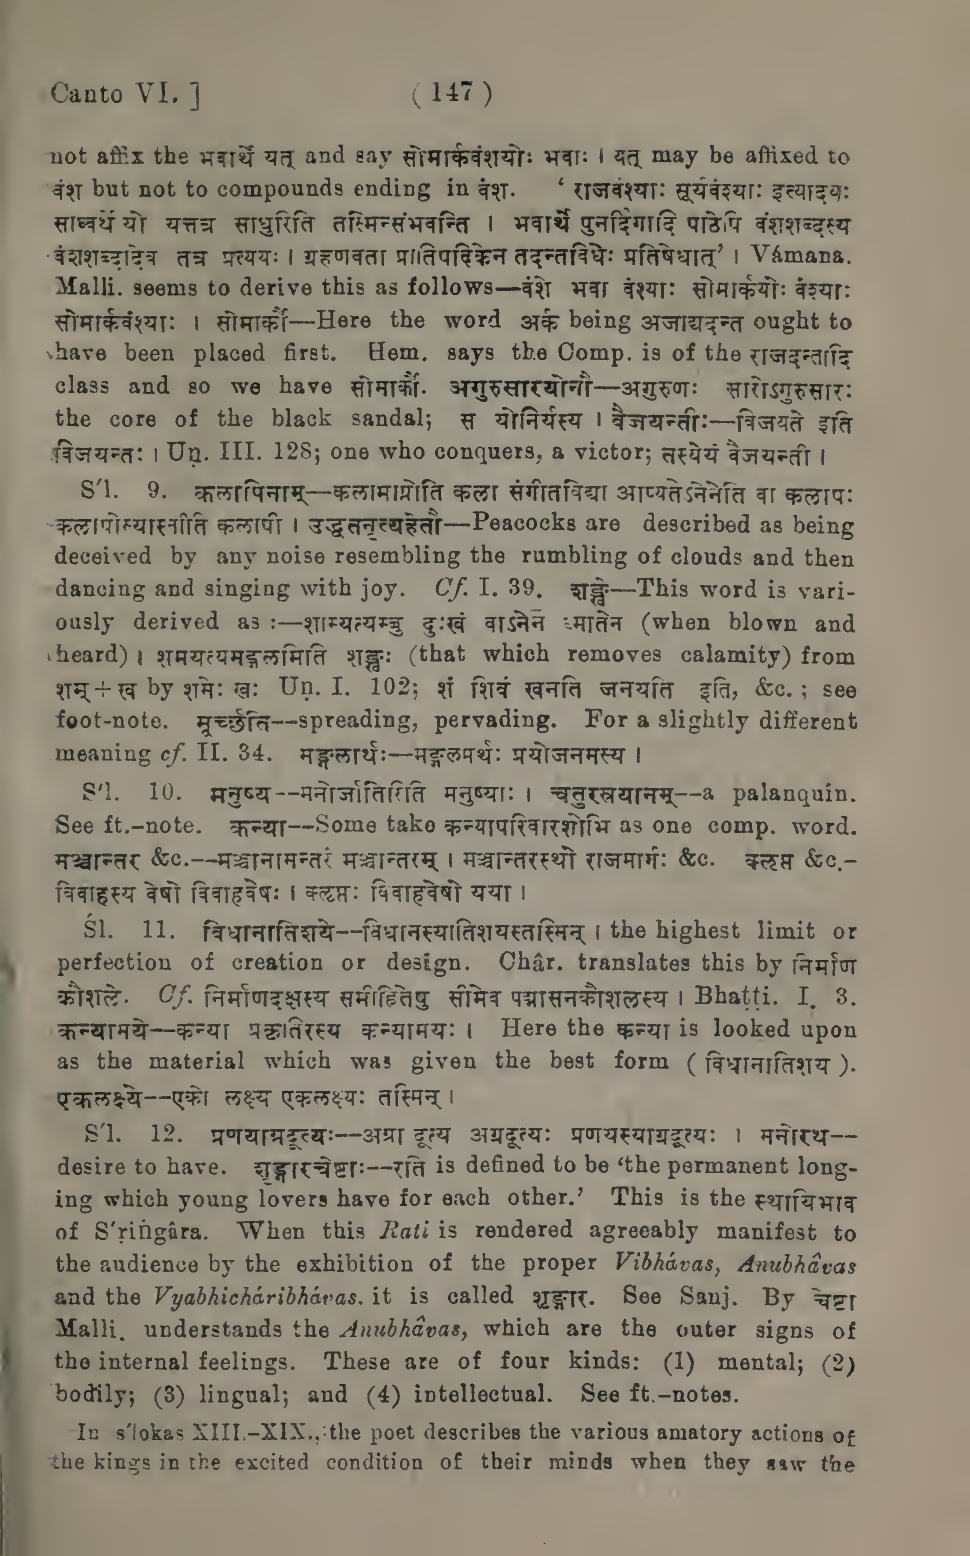 Canto VI. ] ( 147 )
not affix the भवार्थे यत् and say सोमार्कवंशयोः भवाः । यत् may be affixed to
वंश but not to compounds ending in वंश. ‘ राजवंश्याः सूर्यवंश्याः इत्यादयः
साध्वर्थे यो यत्तत्र साधुरिति तस्मिन्संभवन्ति । भवार्थे पुनर्दिगादि पाठेपि वंशशब्दस्य
वंशशब्दादेव तत्र प्रत्ययः । ग्रहणवता प्रातिपदिकेन तदन्तविधेः प्रतिषेधात्’ । Vámana.
Malli. seems to derive this as follows—वंशे भवा वंश्याः सोमार्कयोः वंश्याः
सोमार्कवंश्याः । सोमार्कौ—Here the word अर्क being अजाद्यदन्त ought to
have been placed first. Hem. says the Comp. is of the राजदन्तादि
class and so we have सोमार्कौ. अगुरुसारयोनौ—अगुरुणः सारोऽगुरुसारः
the core of the black sandal; स योनिर्यस्य । वैजयन्तीः—विजयते इति
विजयन्तः । Uṇ. III. 128; one who conquers, a victor; तस्येयं वैजयन्ती ।
S′l. 9. कलापिनाम्—कलामाप्नोति कला संगीतविद्या आप्यतेऽनेनेति वा कलापः
कलापोस्यास्तीति कलापी । उद्धतनृत्यहेतौ—Peacocks are described as being
deceived by any noise resembling the rumbling of clouds and then
dancing and singing with joy. Cf. I. 39. शङ्खे—This word is vari-
ously derived as :—शाम्यत्यम्बु दुःखं वाऽनेन ध्मातेन (when blown and
heard) । शमयत्यमङ्गलमिति शङ्खः (that which removes calamity) from
शम् + ख by शमेः खः Uṇ. I. 102; शं शिवं खनति जनयति इति, &c. ; see
foot-note. मूर्च्छति--spreading, pervading. For a slightly different
meaning cf. II. 34. मङ्गलार्थः—मङ्गलमर्थः प्रयोजनमस्य ।
S′l. 10. मनुष्य--मनोर्जातिरिति मनुष्याः । चतुरस्रयानम्--a palanquin.
See ft.-note. कन्या--Some take कन्यापरिवारशोभि as one comp. word.
मञ्चान्तर &c.--मञ्चानामन्तरं मञ्चान्तरम् । मञ्चान्तरस्थो राजमार्गः &c. क्लृप्त &c.-
विवाहस्य वेषो विवाहवेषः । क्लृप्तः विवाहवेषो यया ।
Śl. 11. विधानातिशये--विधानस्यातिशयस्तस्मिन् । the highest limit or
perfection of creation or design. Châr. translates this by निर्माण
कौशले. Cf. निर्माणदक्षस्य समीहितेषु सीमेव पद्मासनकौशलस्य । Bhaṭṭi. I. 3.
कन्यामये--कन्या प्रकृतिरस्य कन्यामयः । Here the कन्या is looked upon
as the material which was given the best form ( विधानातिशय ).
एकलक्ष्ये--एको लक्ष्य एकलक्ष्यः तस्मिन् ।
S′l. 12. प्रणयाग्रदूत्यः--अग्रा दूत्य अग्रदूत्यः प्रणयस्याग्रदूत्यः । मनोरथ--
desire to have. शृङ्गारचेष्टाः--रति is defined to be ‘the permanent long-
ing which young lovers have for each other.’ This is the स्थायिभाव
of S′ṛiṅgâra. When this Rati is rendered agreeably manifest to
the audience by the exhibition of the proper Vibhávas, Anubhâvas
and the Vyabhicháribhávas. it is called शृङ्गार. See Sanj. By चेष्टा
Malli. understands the Anubhâvas, which are the outer signs of
the internal feelings. These are of four kinds: (1) mental; (2)
bodily; (3) lingual; and (4) intellectual. See ft.-notes.
In s′lokas XIII.-XIX., the poet describes the various amatory actions of
the kings in the excited condition of their minds when they saw the